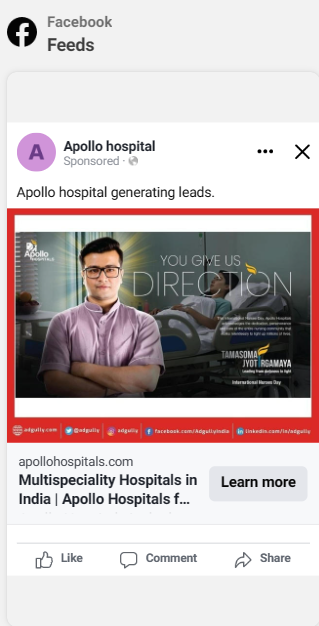 Facebook
Feeds
A
Apollo hospital
Sponsored ·
Apollo hospital generating leads.
Apollo
HOSPITALS
YOU GIVE US
DIRECTION
TAMASOMA
JYOTIRGAMAYA
Leading from darkness to light
International Nurses Day
adgully.com
@adgully
adgully
facebook.com/AdgullyIndia
linkedin.com/in/adgully
apollohospitals.com
Multispeciality Hospitals in
India | Apollo Hospitals f...
Learn more
Like
Comment
Share